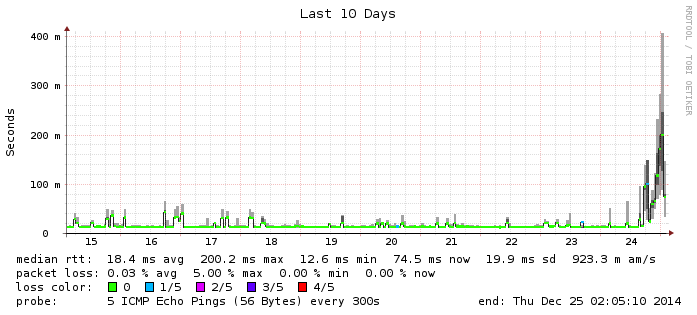 Last 10 Days
RRDTOOL / TOBI OETIKER
Seconds
400 m
300 m
200 m
100 m
0
15 16 17 18 19 20 21 22 23 24
median rtt: 18.4 ms avg 200.2 ms max 12.6 ms min 74.5 ms now 19.9 ms sd 923.3 m am/s
packet loss: 0.03 % avg 5.00 % max 0.00 % min 0.00 % now
loss color: 0 1/5 2/5 3/5 4/5
probe: 5 ICMP Echo Pings (56 Bytes) every 300s end: Thu Dec 25 02:05:10 2014